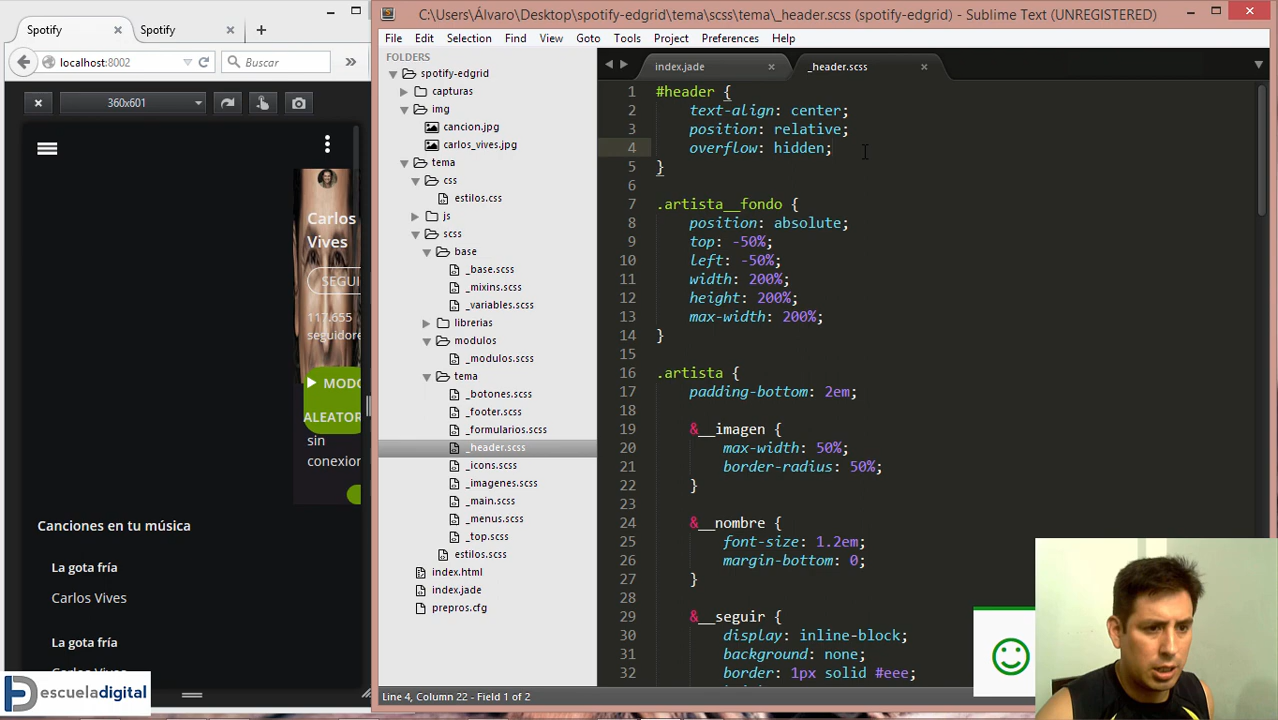 Spotify
Spotify
localhost:8002
Buscar
360x601
Carlos
Vives
SEGUI
117.655
seguidore
MODO
ALEATOR
sin
conexion
Canciones en tu música
La gota fría
Carlos Vives
La gota fría
escueladigital
C:\Users\Álvaro\Desktop\spotify-edgrid\tema\scss\tema\_header.scss (spotify-edgrid) - Sublime Text (UNREGISTERED)
File Edit Selection Find View Goto Tools Project Preferences Help
FOLDERS
spotify-edgrid
capturas
img
cancion.jpg
carlos_vives.jpg
tema
css
estilos.css
js
scss
base
_base.scss
_mixins.scss
_variables.scss
librerias
modulos
_modulos.scss
tema
_botones.scss
_footer.scss
_formularios.scss
_header.scss
_icons.scss
_imagenes.scss
_main.scss
_menus.scss
_top.scss
estilos.scss
index.html
index.jade
prepros.cfg
index.jade
_header.scss
1 #header {
2 text-align: center;
3 position: relative;
4 overflow: hidden;
5 }
6
7 .artista__fondo {
8 position: absolute;
9 top: -50%;
10 left: -50%;
11 width: 200%;
12 height: 200%;
13 max-width: 200%;
14 }
15
16 .artista {
17 padding-bottom: 2em;
18
19 &__imagen {
20 max-width: 50%;
21 border-radius: 50%;
22 }
23
24 &__nombre {
25 font-size: 1.2em;
26 margin-bottom: 0;
27 }
28
29 &__seguir {
30 display: inline-block;
31 background: none;
32 border: 1px solid #eee;
Line 4, Column 22 - Field 1 of 2